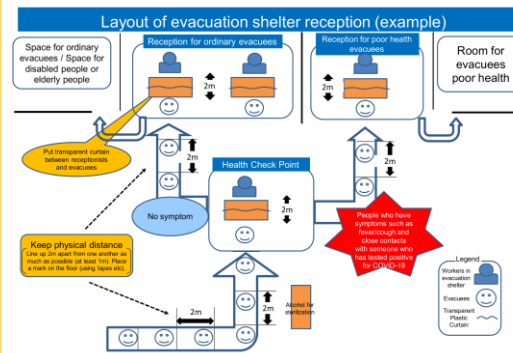 Layout of evacuation shelter reception (example)
Space for ordinary
evacuees / Space for
disabled people or
elderly people
Reception for ordinary evacuees
2m
Reception for poor health
evacuees
2m
Room for
evacuees
poor health
Put transparent curtain
between receptionists
and evacuees
2m
2m
Health Check Point
2m
No symptom
People who have
symptoms such as
fever/cough and
close contacts
with someone who
has tested positive
for COVID-19
Keep physical distance
Line up 2m apart from one another as
much as possible (at least 1m). Place
a mark on the floor (using tapes etc).
2m
2m
Alcohol for
sterilization
Legend
Workers in
evacuation
shelter
Evacuees
Transparent
Plastic
Curtain